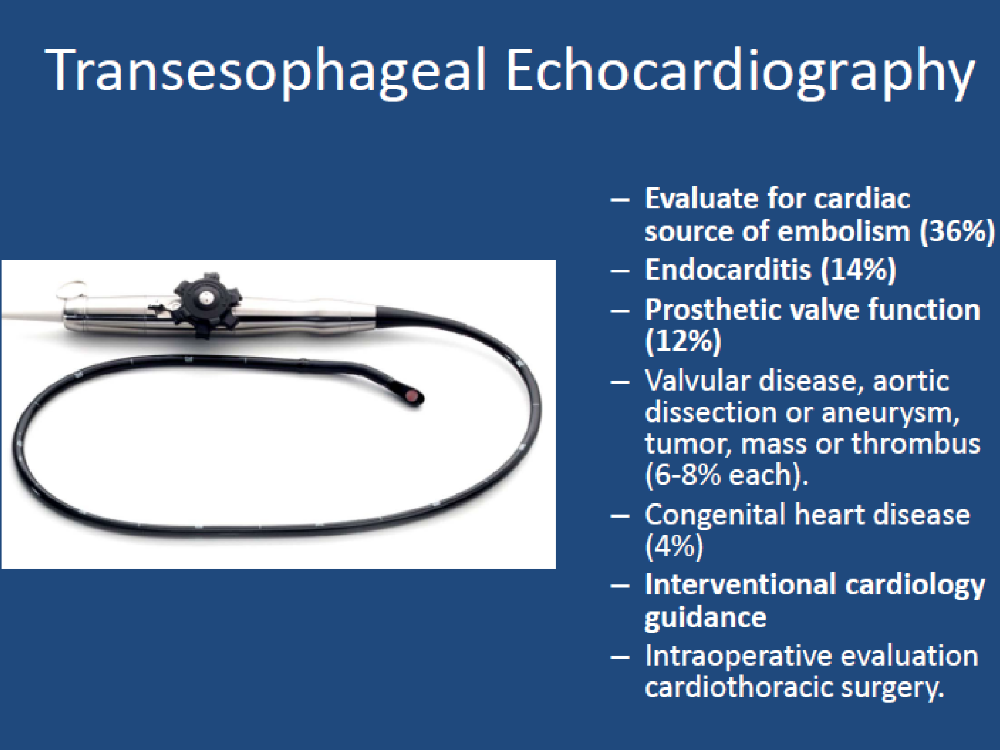 Transesophageal Echocardiography
– Evaluate for cardiac
source of embolism (36%)
– Endocarditis (14%)
– Prosthetic valve function
(12%)
– Valvular disease, aortic
dissection or aneurysm,
tumor, mass or thrombus
(6-8% each).
– Congenital heart disease
(4%)
– Interventional cardiology
guidance
– Intraoperative evaluation
cardiothoracic surgery.